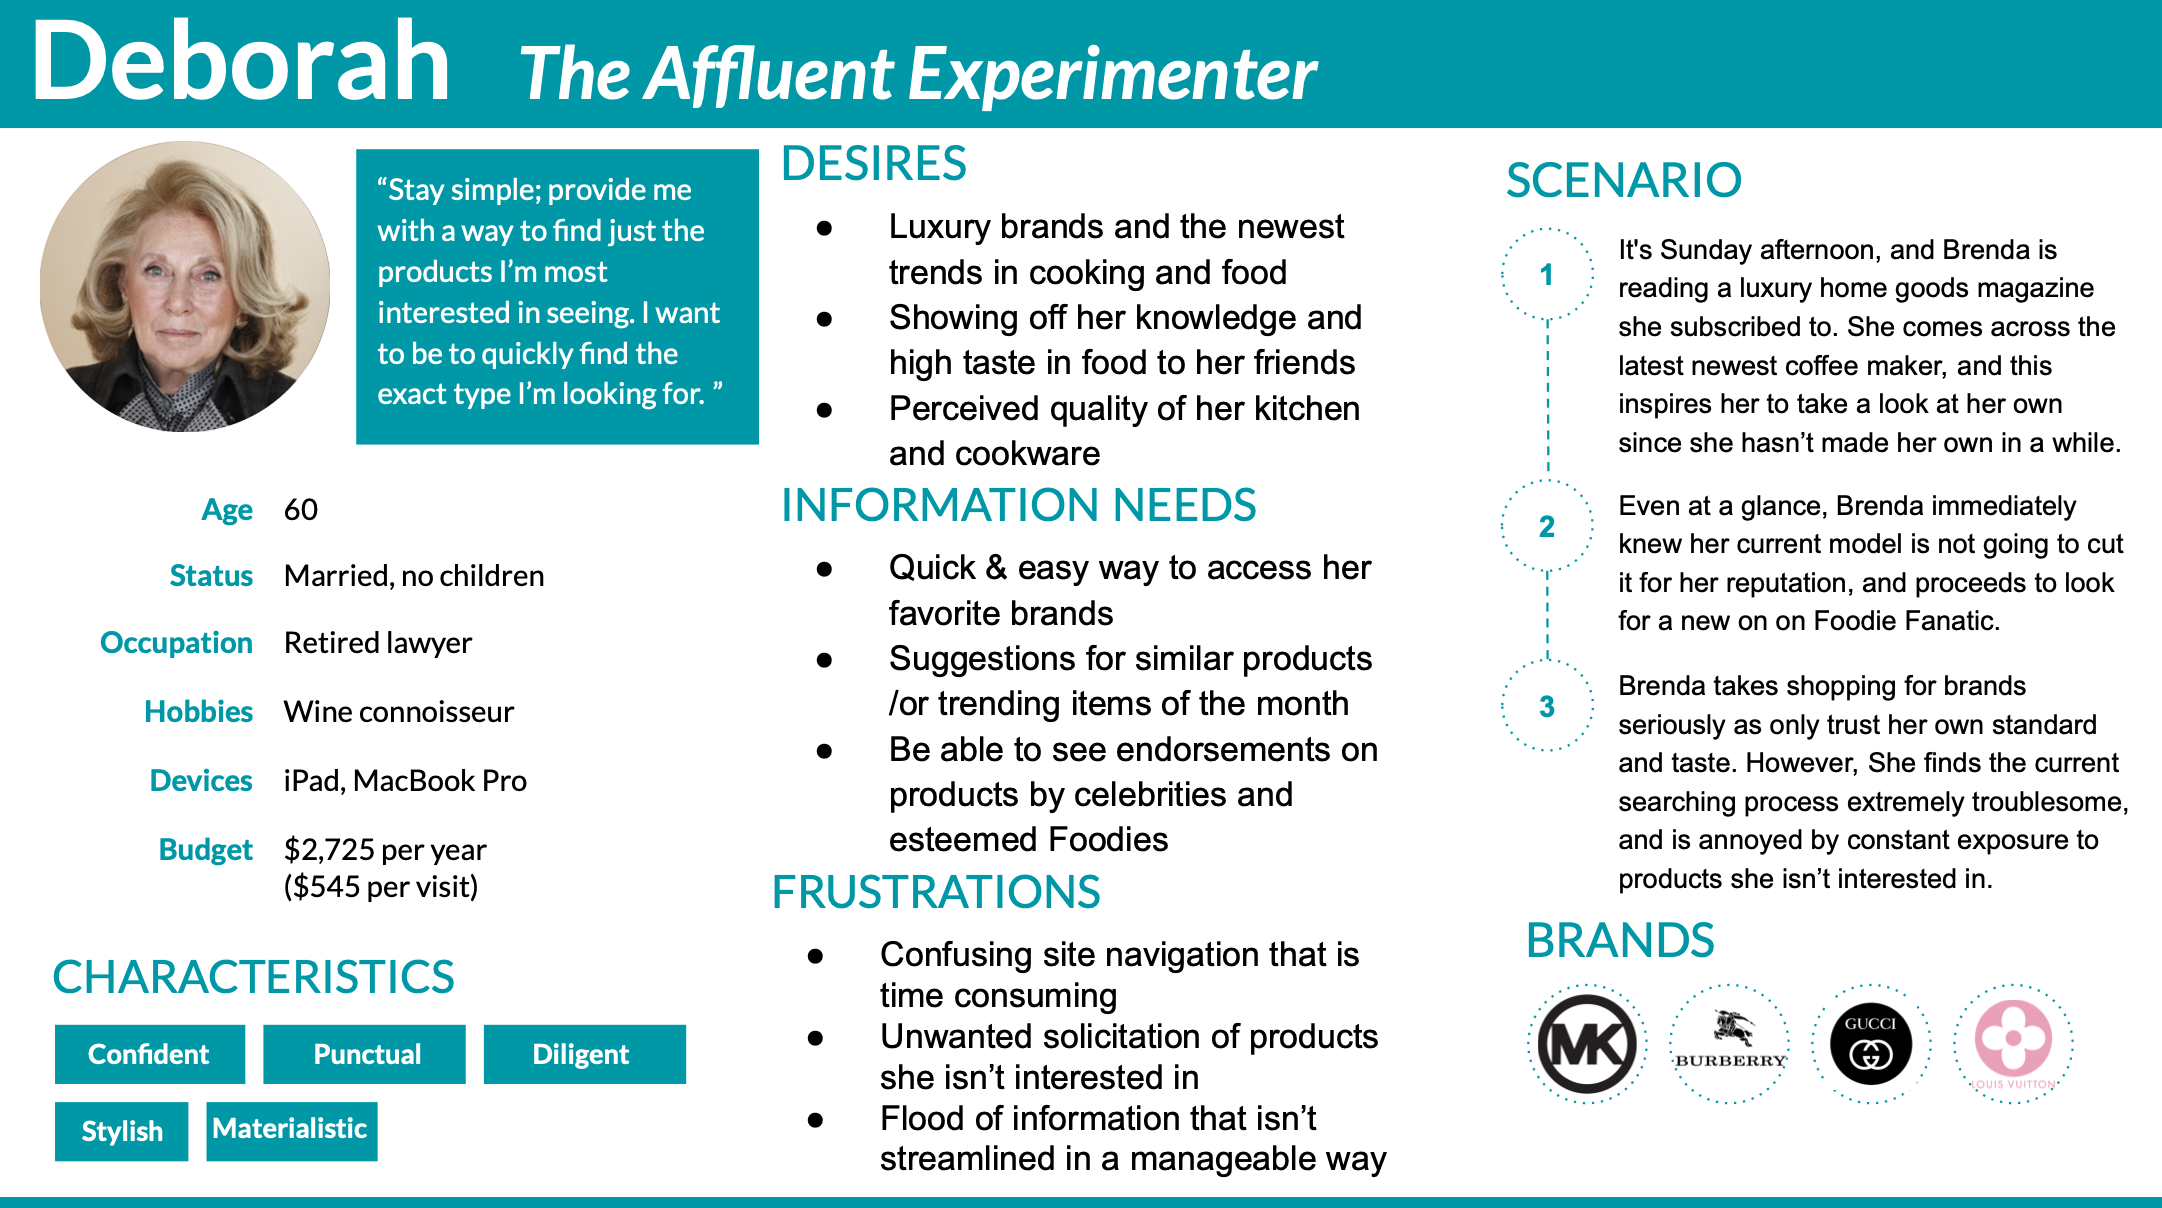 Deborah The Affluent Experimenter
“Stay simple; provide me
with a way to find just the
products I’m most
interested in seeing. I want
to be to quickly find the
exact type I’m looking for. ”
Age 60
Status Married, no children
Occupation Retired lawyer
Hobbies Wine connoisseur
Devices iPad, MacBook Pro
Budget $2,725 per year
($545 per visit)
CHARACTERISTICS
Confident Punctual Diligent
Stylish Materialistic
DESIRES
● Luxury brands and the newest
trends in cooking and food
● Showing off her knowledge and
high taste in food to her friends
● Perceived quality of her kitchen
and cookware
INFORMATION NEEDS
● Quick & easy way to access her
favorite brands
● Suggestions for similar products
/or trending items of the month
● Be able to see endorsements on
products by celebrities and
esteemed Foodies
FRUSTRATIONS
● Confusing site navigation that is
time consuming
● Unwanted solicitation of products
she isn’t interested in
● Flood of information that isn’t
streamlined in a manageable way
SCENARIO
1
It's Sunday afternoon, and Brenda is
reading a luxury home goods magazine
she subscribed to. She comes across the
latest newest coffee maker, and this
inspires her to take a look at her own
since she hasn’t made her own in a while.
2
Even at a glance, Brenda immediately
knew her current model is not going to cut
it for her reputation, and proceeds to look
for a new on on Foodie Fanatic.
3
Brenda takes shopping for brands
seriously as only trust her own standard
and taste. However, She finds the current
searching process extremely troublesome,
and is annoyed by constant exposure to
products she isn’t interested in.
BRANDS
MK
BURBERRY
GUCCI
LOUIS VUITTON